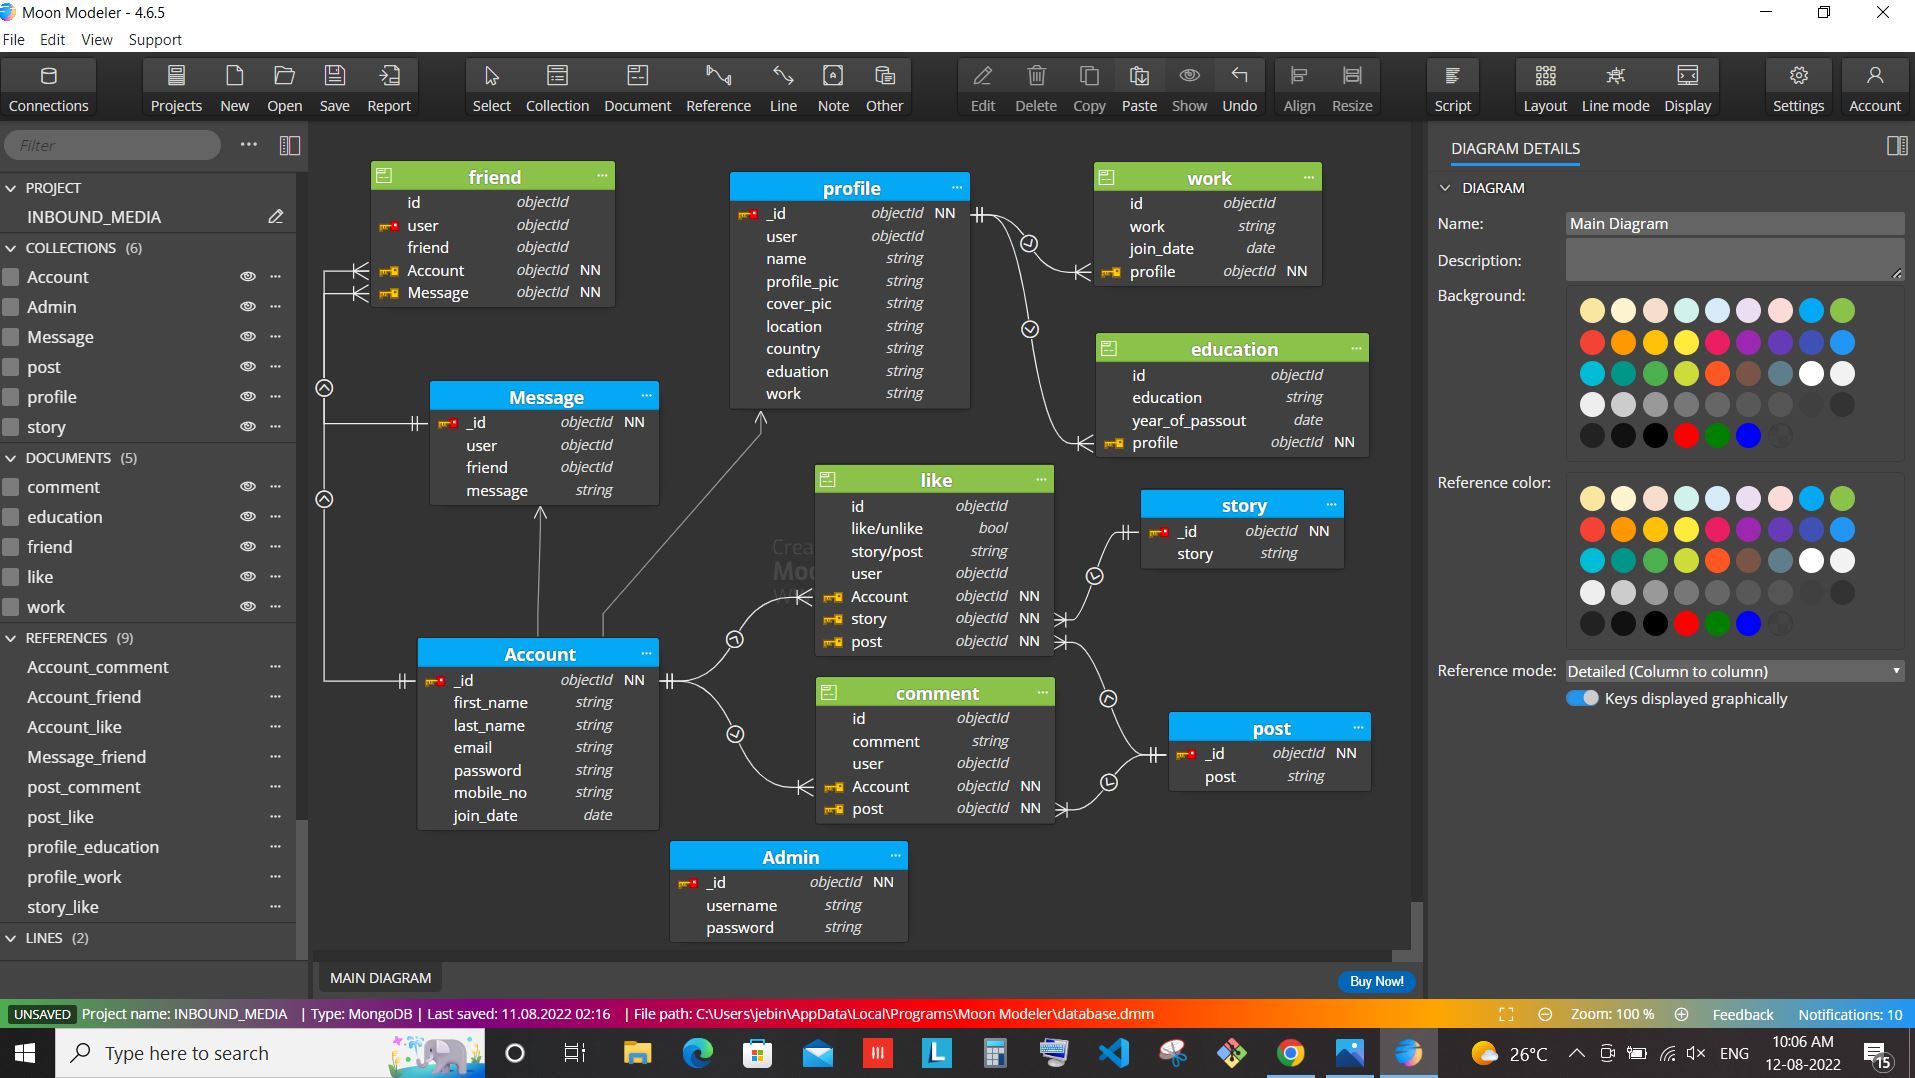 Moon Modeler - 4.6.5
File Edit View Support
Connections Projects New Open Save Report Select Collection Document Reference Line Note Other Edit Delete Copy Paste Show Undo Align Resize Script Layout Line mode Display Settings Account
Filter
PROJECT
INBOUND_MEDIA
COLLECTIONS (6)
Account
Admin
Message
post
profile
story
DOCUMENTS (5)
comment
education
friend
like
work
REFERENCES (9)
Account_comment
Account_friend
Account_like
Message_friend
post_comment
post_like
profile_education
profile_work
story_like
LINES (2)
friend
id objectId
user objectId
friend objectId
Account objectId NN
Message objectId NN
profile
_id objectId NN
user objectId
name string
profile_pic string
cover_pic string
location string
country string
eduation string
work string
work
id objectId
work string
join_date date
profile objectId NN
education
id objectId
education string
year_of_passout date
profile objectId NN
Message
_id objectId NN
user objectId
friend objectId
message string
like
id objectId
like/unlike bool
story/post string
user objectId
Account objectId NN
story objectId NN
post objectId NN
story
_id objectId NN
story string
Account
_id objectId NN
first_name string
last_name string
email string
password string
mobile_no string
join_date date
comment
id objectId
comment string
user objectId
Account objectId NN
post objectId NN
post
_id objectId NN
post string
Admin
_id objectId NN
username string
password string
MAIN DIAGRAM
Buy Now!
DIAGRAM DETAILS
DIAGRAM
Name: Main Diagram
Description:
Background:
Reference color:
Reference mode: Detailed (Column to column)
Keys displayed graphically
UNSAVED Project name: INBOUND_MEDIA | Type: MongoDB | Last saved: 11.08.2022 02:16 | File path: C:\Users\jebin\AppData\Local\Programs\Moon Modeler\database.dmm Zoom: 100 % Feedback Notifications: 10
Type here to search
L
26°C ENG
10:06 AM
12-08-2022
15